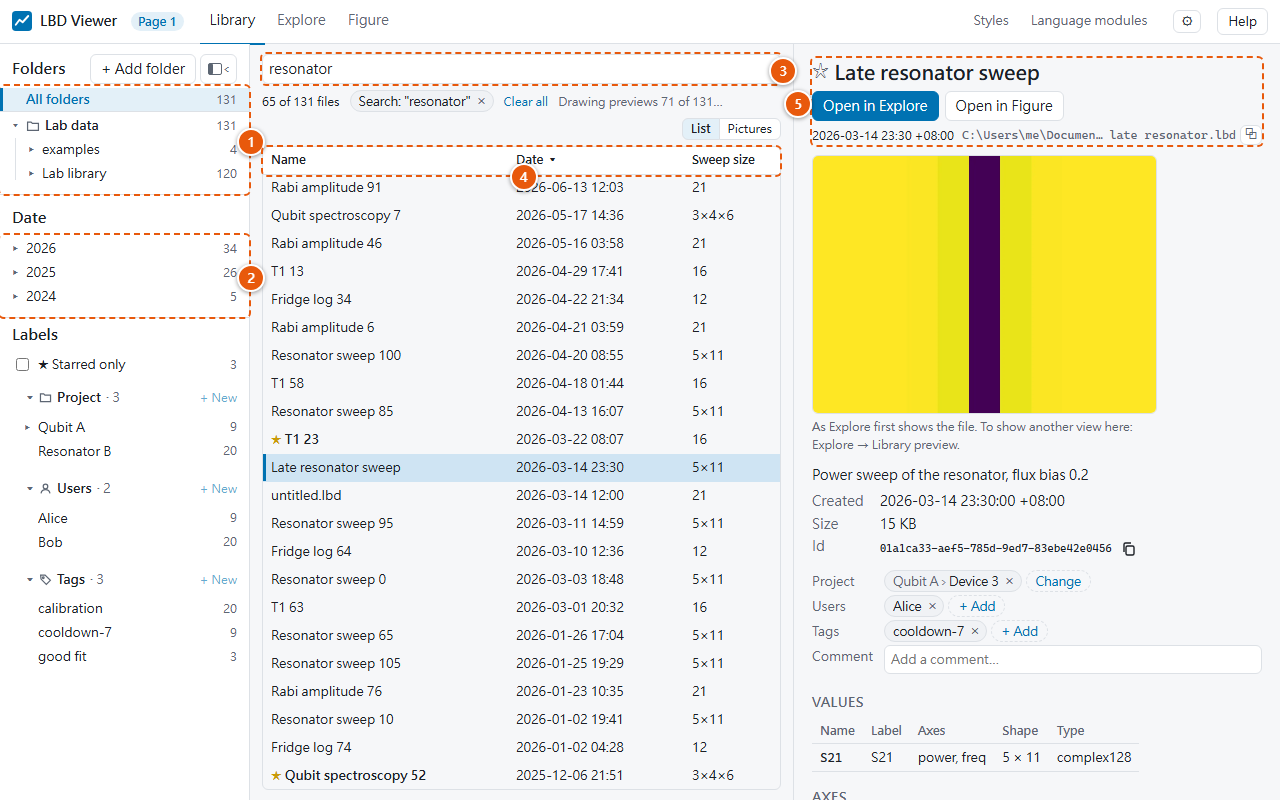 LBD Viewer Page 1 Library Explore Figure Styles Language modules Help
Folders + Add folder
All folders 131
Lab data 131
examples 4
Lab library 120
1
Date
2026 34
2025 26
2024 5
2
Labels
★ Starred only 3
Project · 3 + New
Qubit A 9
Resonator B 20
Users · 2 + New
Alice 9
Bob 20
Tags · 3 + New
calibration 20
cooldown-7 9
good fit 3
resonator
3
65 of 131 files Search: "resonator" × Clear all Drawing previews 71 of 131…
List Pictures
Name Date Sweep size
4
Rabi amplitude 91 2026-06-13 12:03 21
Qubit spectroscopy 7 2026-05-17 14:36 3×4×6
Rabi amplitude 46 2026-05-16 03:58 21
T1 13 2026-04-29 17:41 16
Fridge log 34 2026-04-22 21:34 12
Rabi amplitude 6 2026-04-21 03:59 21
Resonator sweep 100 2026-04-20 08:55 5×11
T1 58 2026-04-18 01:44 16
Resonator sweep 85 2026-04-13 16:07 5×11
★ T1 23 2026-03-22 08:07 16
Late resonator sweep 2026-03-14 23:30 5×11
untitled.lbd 2026-03-14 12:00 21
Resonator sweep 95 2026-03-11 14:59 5×11
Fridge log 64 2026-03-10 12:36 12
Resonator sweep 0 2026-03-03 18:48 5×11
T1 63 2026-03-01 20:32 16
Resonator sweep 65 2026-01-26 17:04 5×11
Resonator sweep 105 2026-01-25 19:29 5×11
Rabi amplitude 76 2026-01-23 10:35 21
Resonator sweep 10 2026-01-02 19:41 5×11
Fridge log 74 2026-01-02 04:28 12
★ Qubit spectroscopy 52 2025-12-06 21:51 3×4×6
☆ Late resonator sweep
5
Open in Explore Open in Figure
2026-03-14 23:30 +08:00 C:\Users\me\Documen… late resonator.lbd
As Explore first shows the file. To show another view here:
Explore → Library preview.
Power sweep of the resonator, flux bias 0.2
Created 2026-03-14 23:30:00 +08:00
Size 15 KB
Id 01a1ca33-aef5-785d-9ed7-83ebe42e0456
Project Qubit A › Device 3 × Change
Users Alice × + Add
Tags cooldown-7 × + Add
Comment Add a comment…
VALUES
Name Label Axes Shape Type
S21 S21 power, freq 5 × 11 complex128
AXES